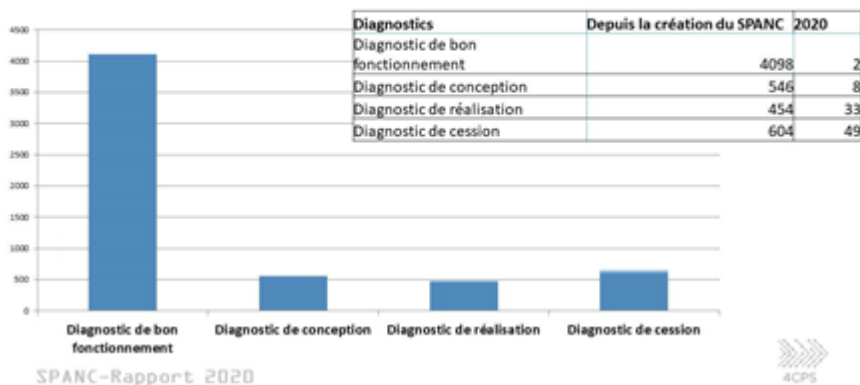 Diagnostics Depuis la création du SPANC 2020
Diagnostic de bon
fonctionnement 4098 2
Diagnostic de conception 546 8
Diagnostic de réalisation 454 33
Diagnostic de cession 604 49
4500
4000
3500
3000
2500
2000
1500
1000
500
0
Diagnostic de bon
fonctionnement
Diagnostic de conception
Diagnostic de réalisation
Diagnostic de cession
SPANC-Rapport 2020
4CPS